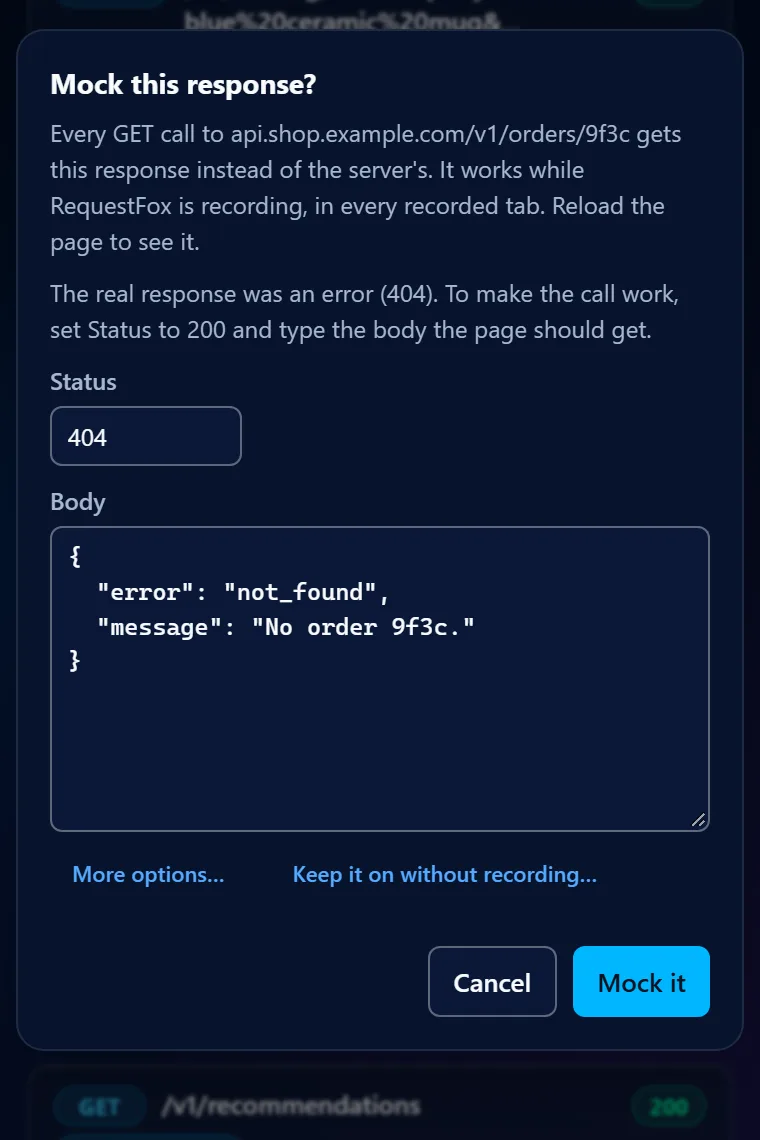 blue%20ceramic%20mug&...
Mock this response?
Every GET call to api.shop.example.com/v1/orders/9f3c gets
this response instead of the server's. It works while
RequestFox is recording, in every recorded tab. Reload the
page to see it.
The real response was an error (404). To make the call work,
set Status to 200 and type the body the page should get.
Status
404
Body
{
"error": "not_found",
"message": "No order 9f3c."
}
More options... Keep it on without recording...
Cancel Mock it
GET /v1/recommendations 200